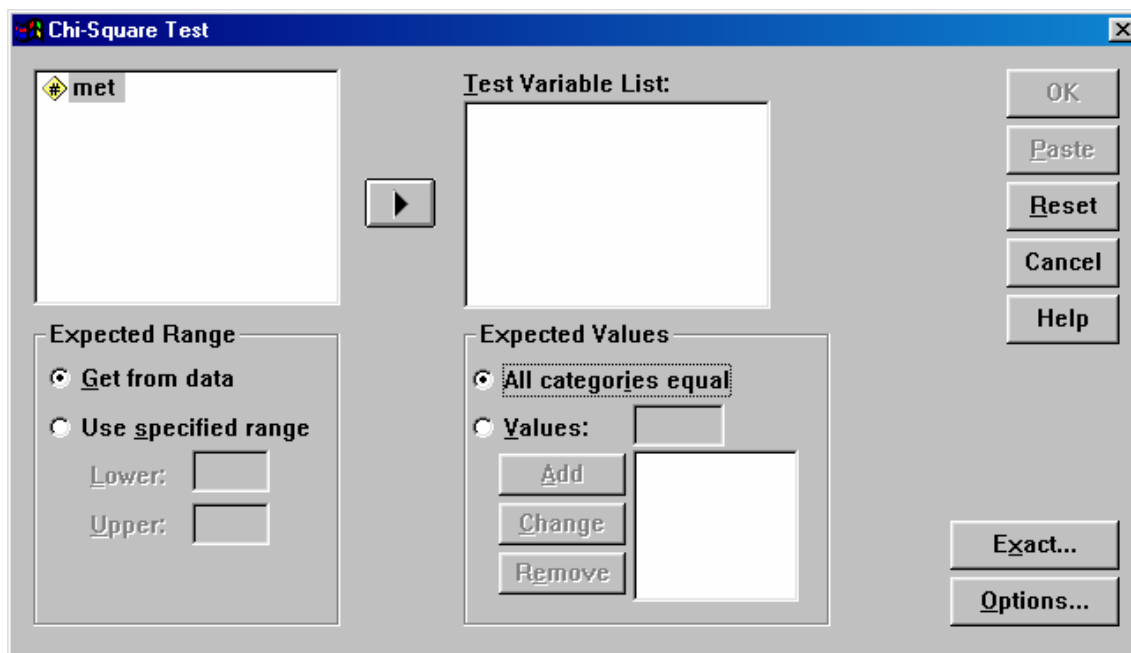 Chi-Square Test
met
Test Variable List:
OK
Paste
Reset
Cancel
Help
Expected Range
Get from data
Use specified range
Lower:
Upper:
Expected Values
All categories equal
Values:
Add
Change
Remove
Exact...
Options...